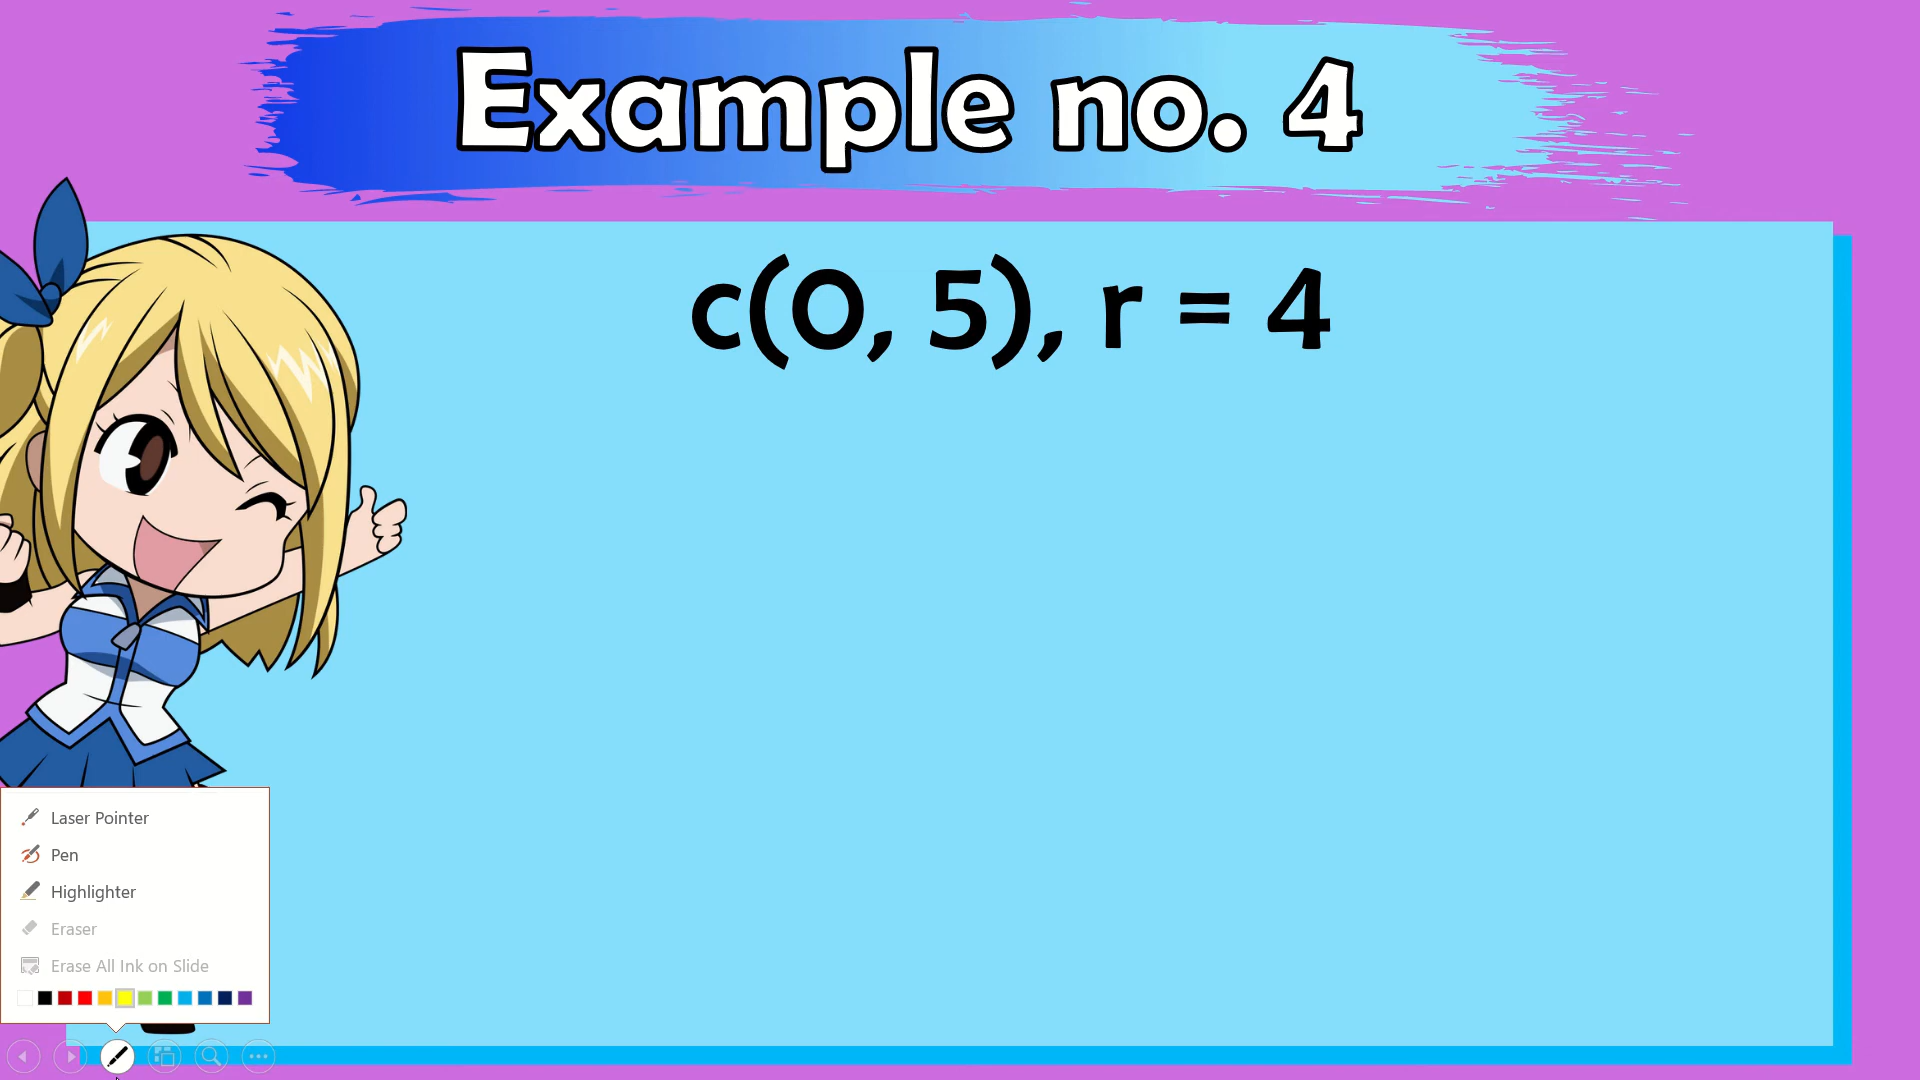 Example no. 4
c(0, 5), r = 4
Laser Pointer
Pen
Highlighter
Eraser
Erase All Ink on Slide